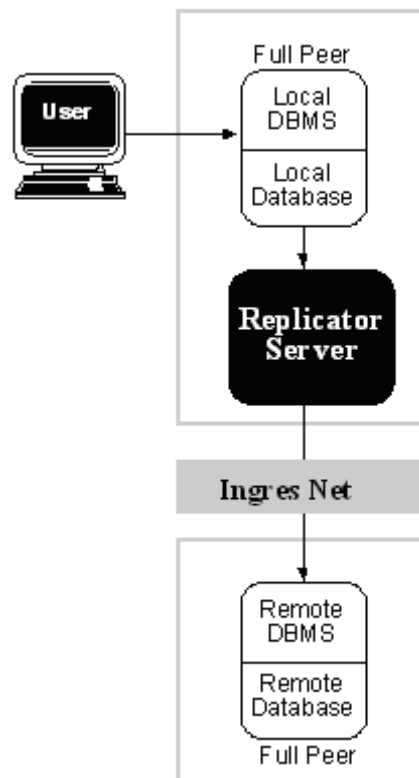 Full Peer
User
Local
DBMS
Local
Database
Replicator
Server
Ingres Net
Remote
DBMS
Remote
Database
Full Peer